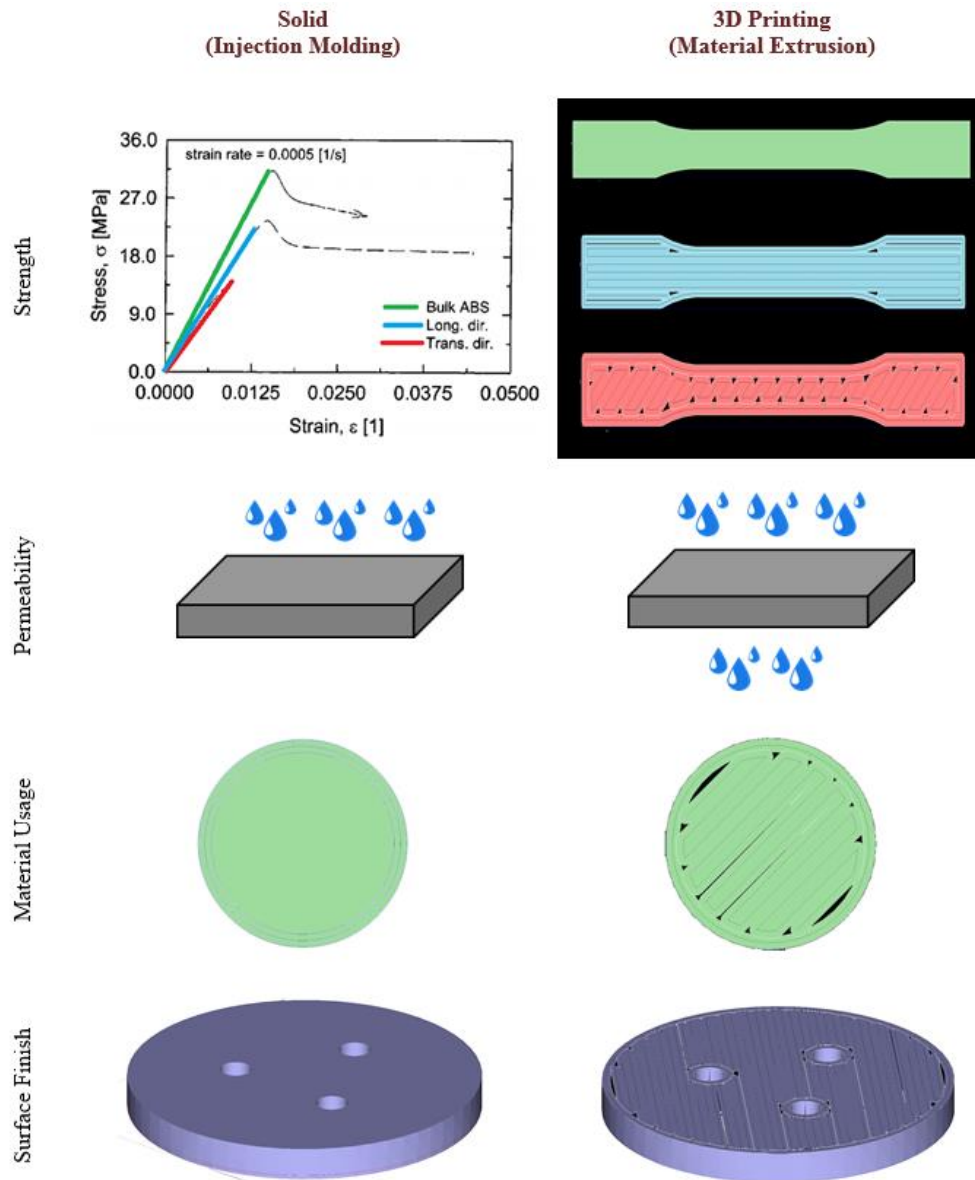 Solid
(Injection Molding)
3D Printing
(Material Extrusion)
Strength
36.0
27.0
18.0
9.0
0.0
Stress, σ [MPa]
strain rate = 0.0005 [1/s]
Bulk ABS
Long. dir.
Trans. dir.
0.0000 0.0125 0.0250 0.0375 0.0500
Strain, ε [1]
Permeability
Material Usage
Surface Finish